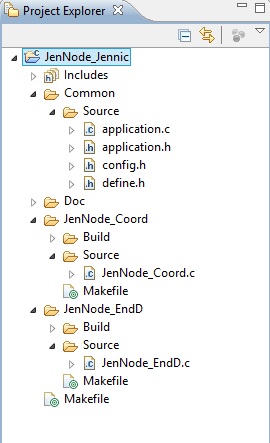 Project Explorer
JenNode_Jennic
Includes
Common
Source
application.c
application.h
config.h
define.h
Doc
JenNode_Coord
Build
Source
JenNode_Coord.c
Makefile
JenNode_EndD
Build
Source
JenNode_EndD.c
Makefile
Makefile